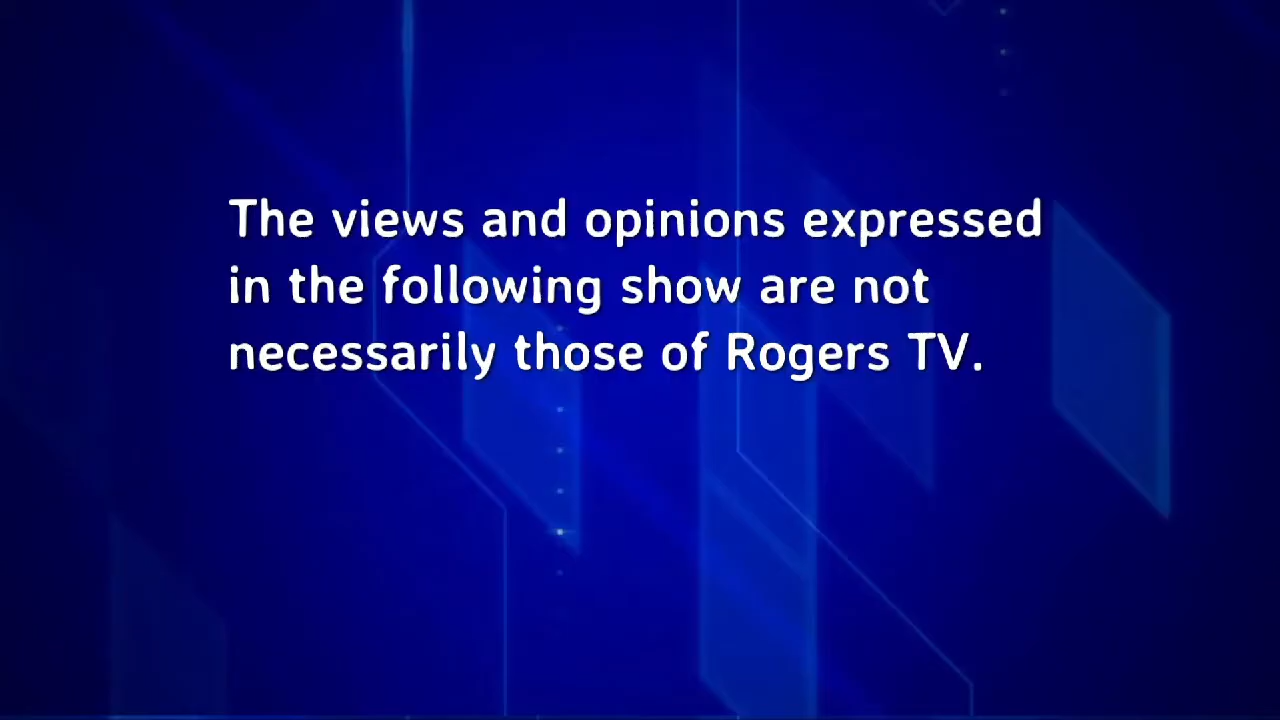 The views and opinions expressed
in the following show are not
necessarily those of Rogers TV.